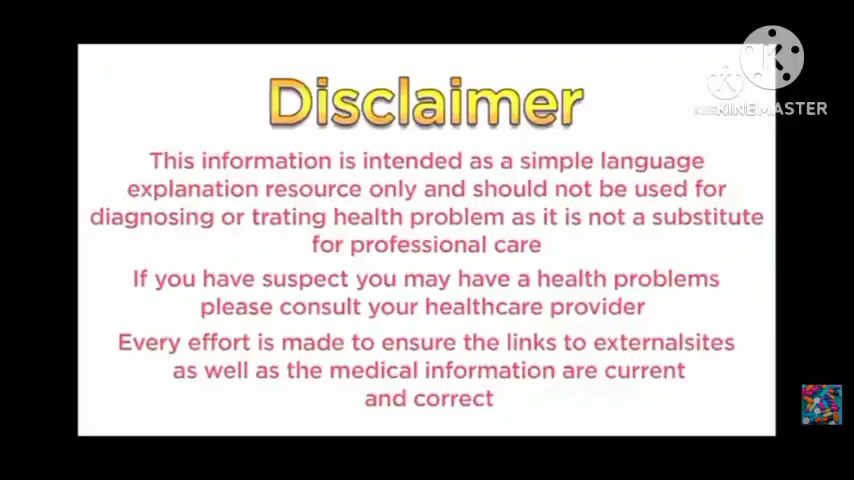 Disclaimer
This information is intended as a simple language
explanation resource only and should not be used for
diagnosing or trating health problem as it is not a substitute
for professional care
If you have suspect you may have a health problems
please consult your healthcare provider
Every effort is made to ensure the links to externalsites
as well as the medical information are current
and correct
K
KINEMASTER